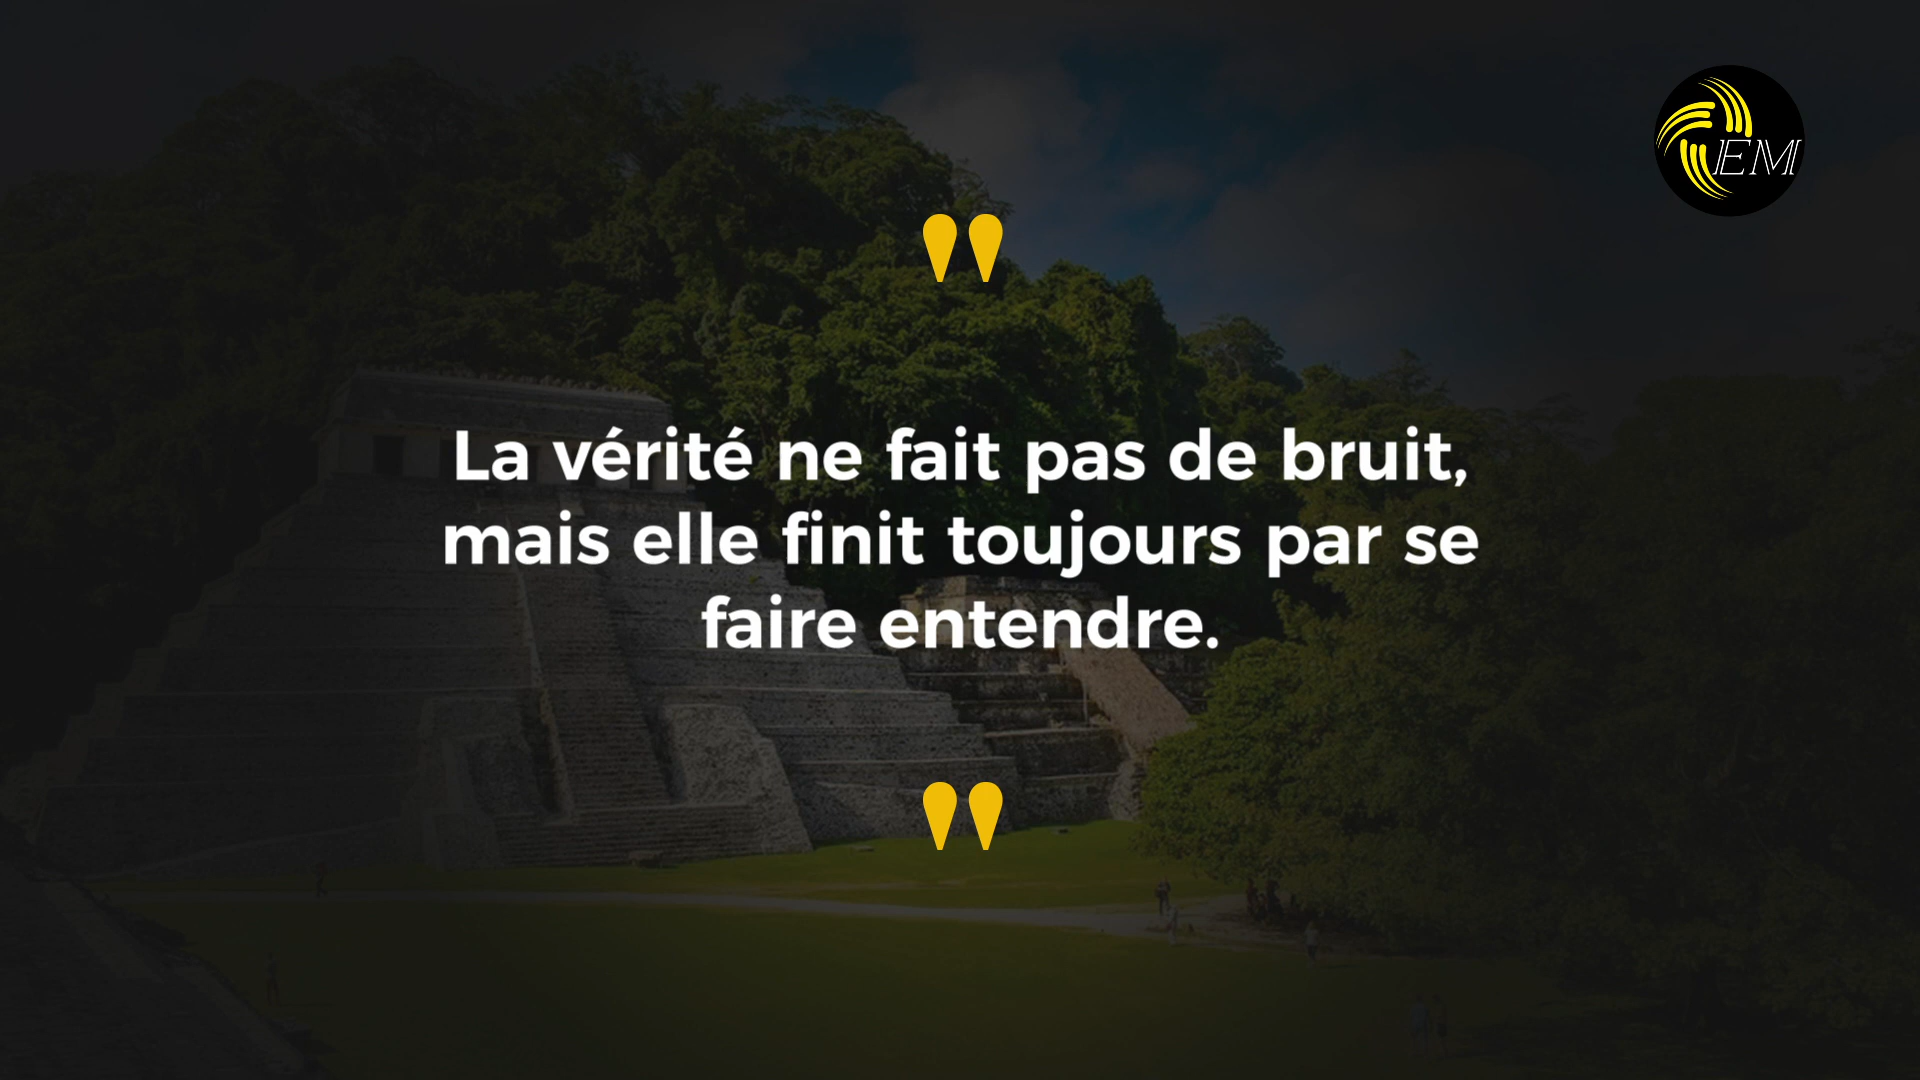 EM
"
La vérité ne fait pas de bruit,
mais elle finit toujours par se
faire entendre.
"